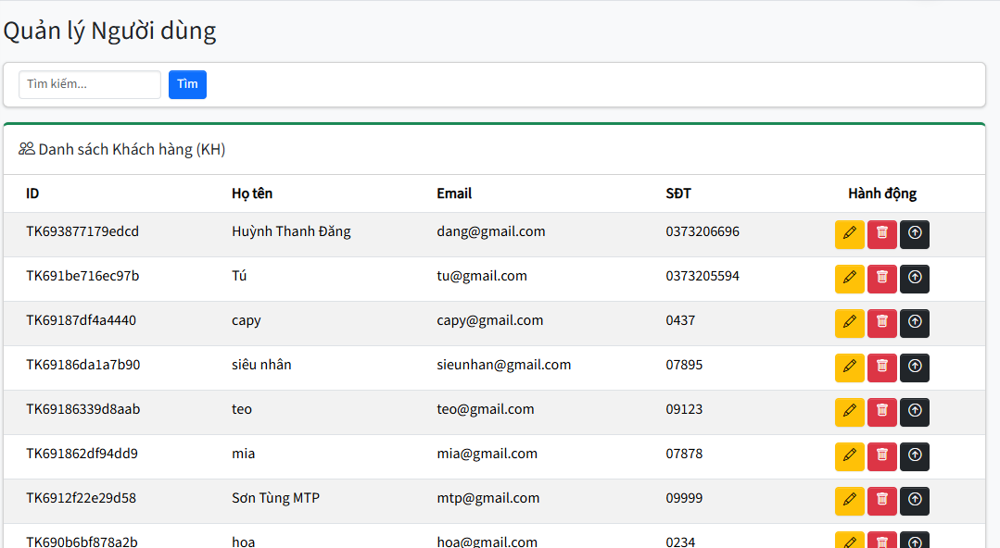 Quản lý Người dùng
Tìm kiếm... Tìm
Danh sách Khách hàng (KH)
ID Họ tên Email SĐT Hành động
TK693877179edcd Huỳnh Thanh Đăng dang@gmail.com 0373206696
TK691be716ec97b Tú tu@gmail.com 0373205594
TK69187df4a4440 capy capy@gmail.com 0437
TK69186da1a7b90 siêu nhân sieunhan@gmail.com 07895
TK69186339d8aab teo teo@gmail.com 09123
TK691862df94dd9 mia mia@gmail.com 07878
TK6912f22e29d58 Sơn Tùng MTP mtp@gmail.com 09999
TK690b6bf878a2b hoa hoa@gmail.com 0234